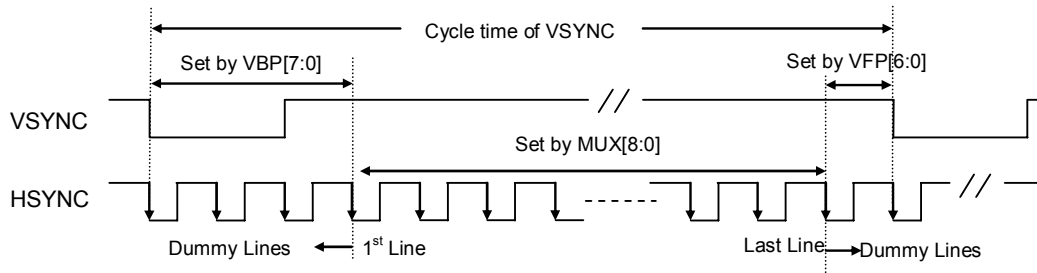 Cycle time of VSYNC
Set by VBP[7:0]
Set by VFP[6:0]
VSYNC
Set by MUX[8:0]
HSYNC
Dummy Lines
1st Line
Last Line
Dummy Lines